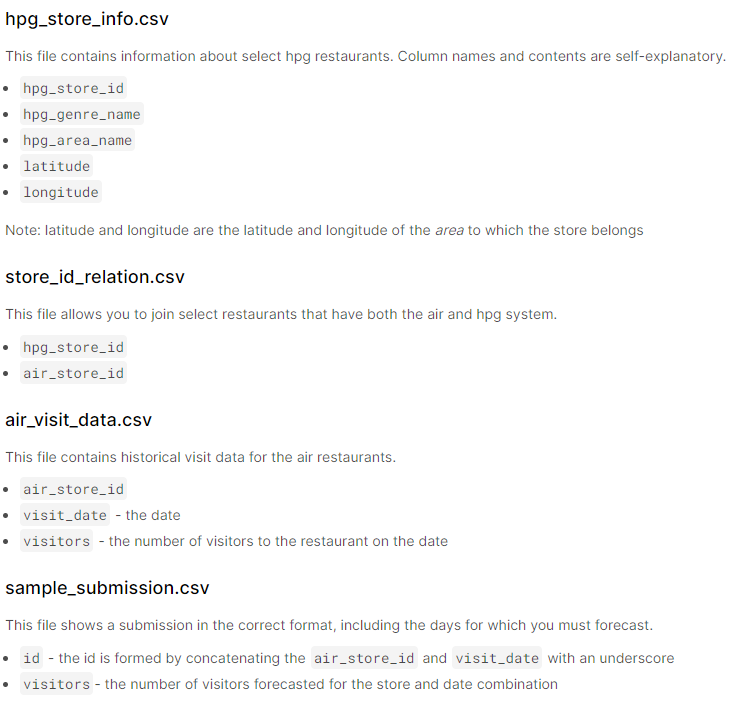 hpg_store_info.csv
This file contains information about select hpg restaurants. Column names and contents are self-explanatory.
hpg_store_id
hpg_genre_name
hpg_area_name
latitude
longitude
Note: latitude and longitude are the latitude and longitude of the area to which the store belongs
store_id_relation.csv
This file allows you to join select restaurants that have both the air and hpg system.
hpg_store_id
air_store_id
air_visit_data.csv
This file contains historical visit data for the air restaurants.
air_store_id
visit_date - the date
visitors - the number of visitors to the restaurant on the date
sample_submission.csv
This file shows a submission in the correct format, including the days for which you must forecast.
id - the id is formed by concatenating the air_store_id and visit_date with an underscore
visitors - the number of visitors forecasted for the store and date combination